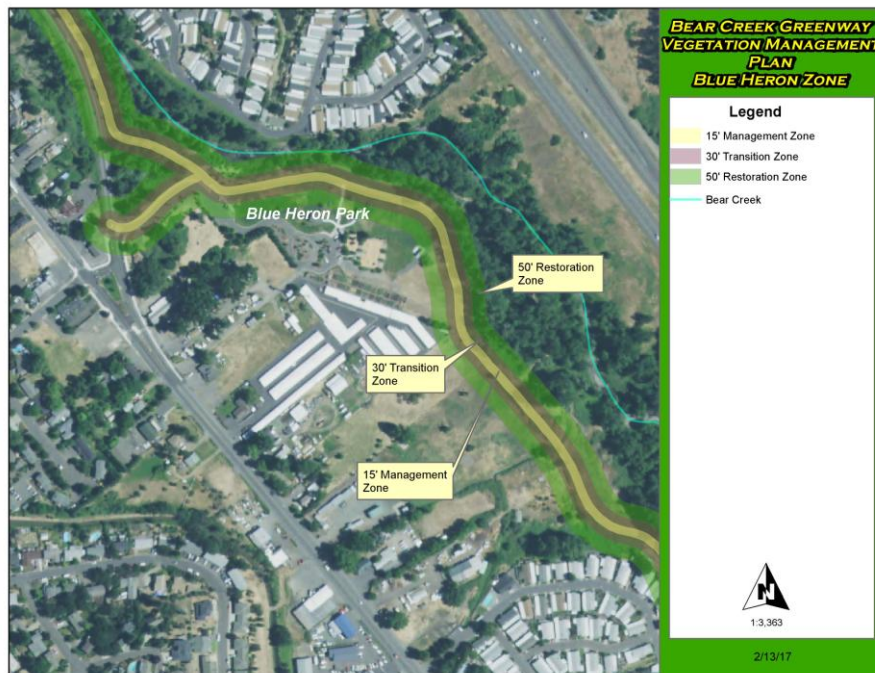 BEAR CREEK GREENWAY
VEGETATION MANAGEMENT
PLAN
BLUE HERON ZONE
Legend
15' Management Zone
30' Transition Zone
50' Restoration Zone
Bear Creek
Blue Heron Park
50' Restoration
Zone
30' Transition
Zone
15' Management
Zone
N
1:3,363
2/13/17